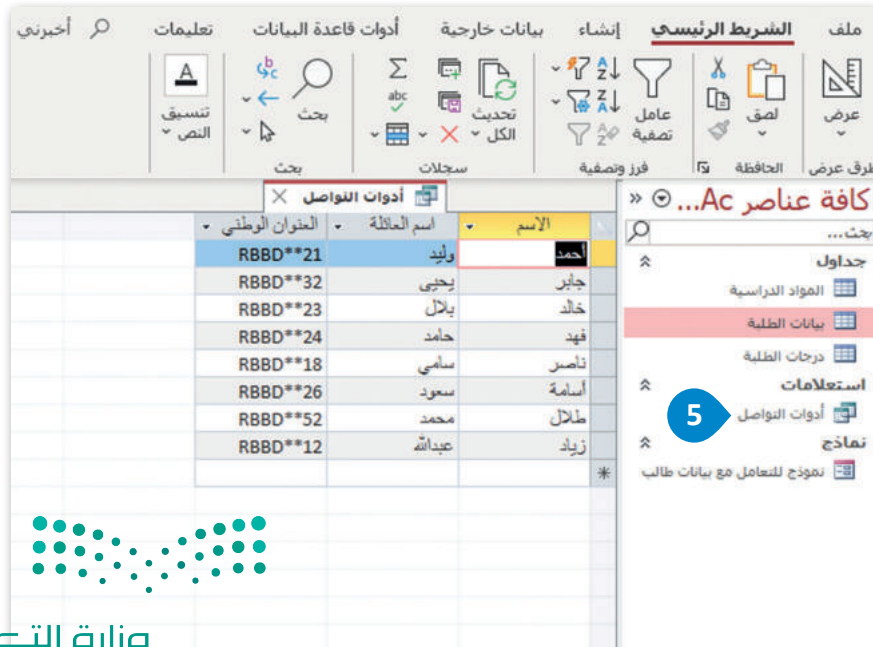 ملف الشريط الرئيسي إنشاء بيانات خارجية أدوات قاعدة البيانات تعليمات أخبرني
عرض
لصق
عامل تصفية
تحديث الكل
بحث
تنسيق النص
طرق عرض الحافظة فرز وتصفية سجلات بحث
كافة عناصر Ac...
بحث...
جداول
المواد الدراسية
بيانات الطلبة
درجات الطلبة
استعلامات
أدوات التواصل
5
نماذج
نموذج للتعامل مع بيانات طالب
أدوات التواصل
الاسم اسم العائلة العنوان الوطني
أحمد وليد RBBD**21
جابر يحيى RBBD**32
خالد بلال RBBD**23
فهد حامد RBBD**24
ناصر سامي RBBD**18
أسامة سعود RBBD**26
طلال محمد RBBD**52
زياد عبدالله RBBD**12
وزارة